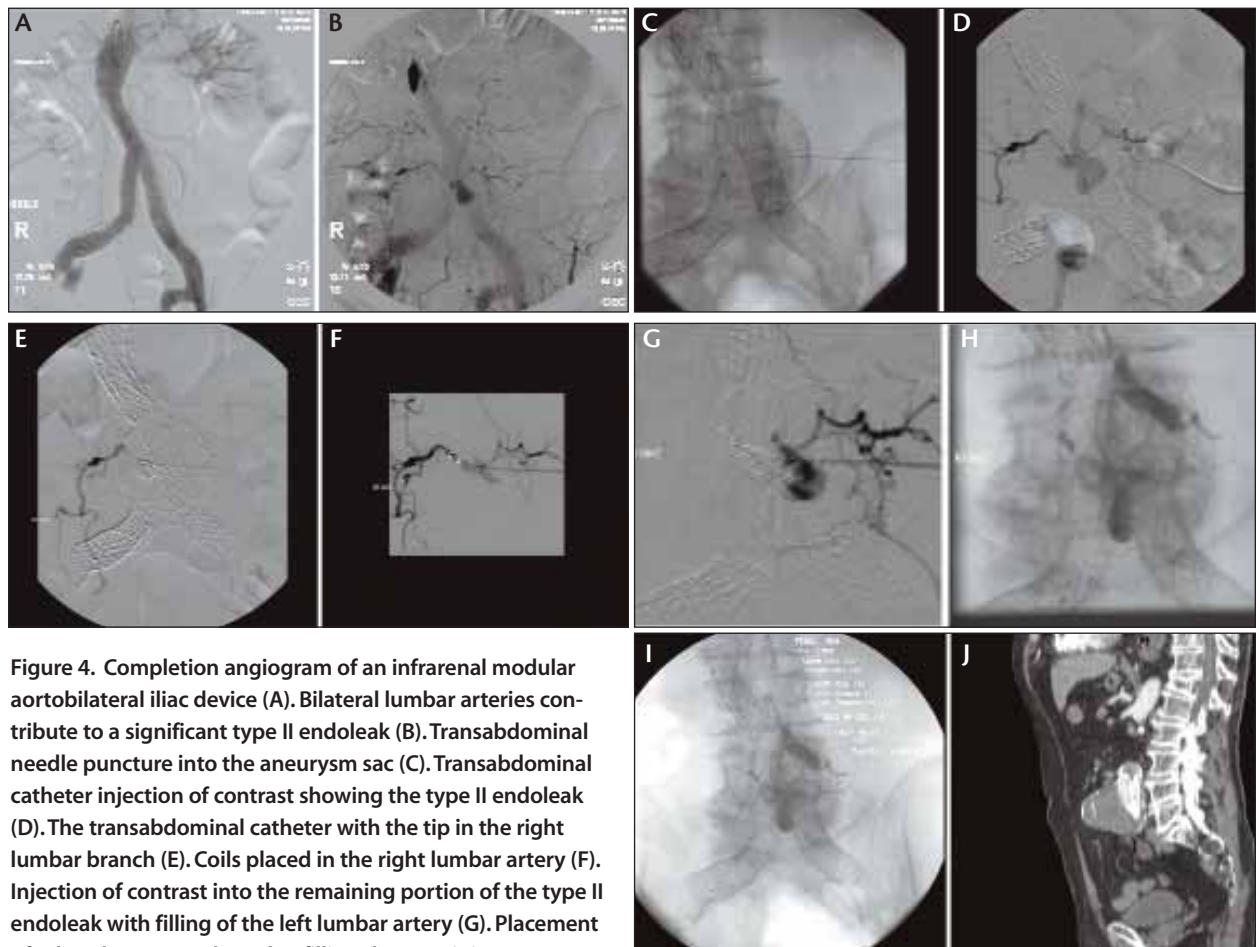 A
B
C
D
R
R
E
F
G
H
I
J
Figure 4. Completion angiogram of an infrarenal modular
aortobilateral iliac device (A). Bilateral lumbar arteries con-
tribute to a significant type II endoleak (B). Transabdominal
needle puncture into the aneurysm sac (C). Transabdominal
catheter injection of contrast showing the type II endoleak
(D). The transabdominal catheter with the tip in the right
lumbar branch (E). Coils placed in the right lumbar artery (F).
Injection of contrast into the remaining portion of the type II
endoleak with filling of the left lumbar artery (G). Placement